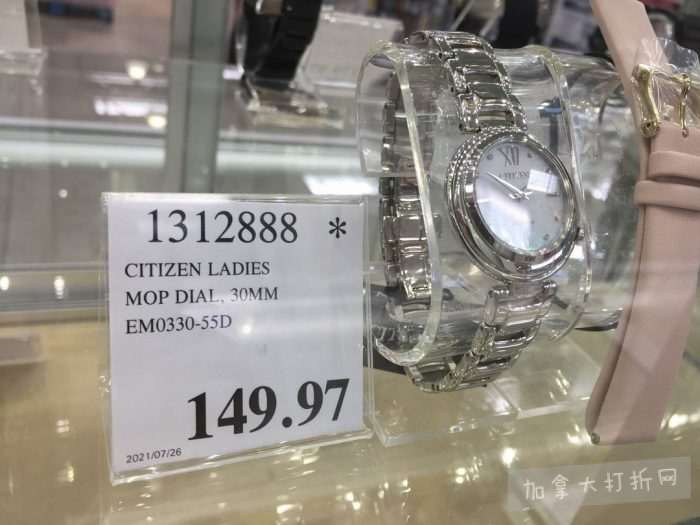 1312888 *
CITIZEN LADIES
MOP DIAL, 30MM
EM0330-55D
149.97
2021/07/26
XII
加拿大打折网